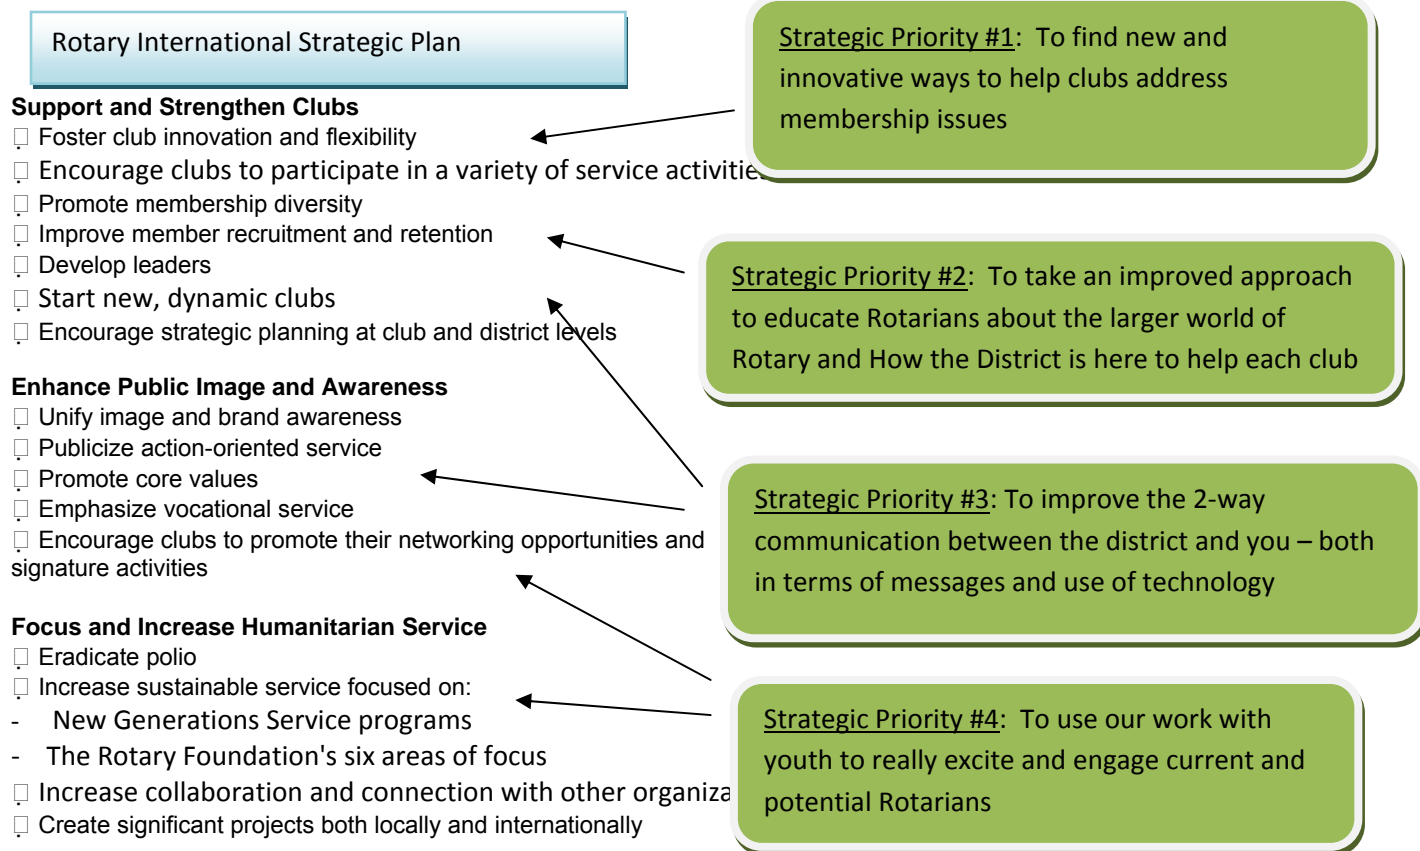 Rotary International Strategic Plan
Support and Strengthen Clubs
Foster club innovation and flexibility
Encourage clubs to participate in a variety of service activities
Promote membership diversity
Improve member recruitment and retention
Develop leaders
Start new, dynamic clubs
Encourage strategic planning at club and district levels
Enhance Public Image and Awareness
Unify image and brand awareness
Publicize action-oriented service
Promote core values
Emphasize vocational service
Encourage clubs to promote their networking opportunities and
signature activities
Focus and Increase Humanitarian Service
Eradicate polio
Increase sustainable service focused on:
- New Generations Service programs
- The Rotary Foundation's six areas of focus
Increase collaboration and connection with other
Create significant projects both locally and internationally
Strategic Priority #1: To find new and
innovative ways to help clubs address
membership issues
Strategic Priority #2: To take an improved approach
to educate Rotarians about the larger world of
Rotary and How the District is here to help each club
Strategic Priority #3: To improve the 2-way
communication between the district and you – both
in terms of messages and use of technology
Strategic Priority #4: To use our work with
youth to really excite and engage current and
potential Rotarians